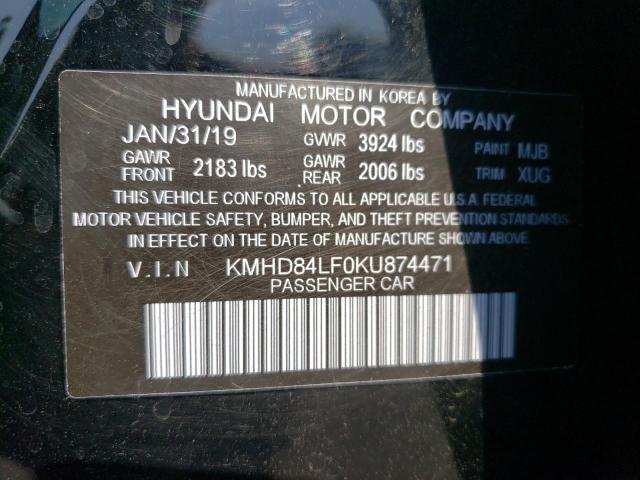 MANUFACTURED IN KOREA BY
HYUNDAI MOTOR COMPANY
JAN/31/19 GVWR 3924 lbs PAINT MJB
GAWR FRONT 2183 lbs GAWR REAR 2006 lbs TRIM XUG
THIS VEHICLE CONFORMS TO ALL APPLICABLE U.S.A. FEDERAL
MOTOR VEHICLE SAFETY, BUMPER, AND THEFT PREVENTION STANDARDS
IN EFFECT ON THE DATE OF MANUFACTURE SHOWN ABOVE.
V.I.N KMHD84LF0KU874471
PASSENGER CAR